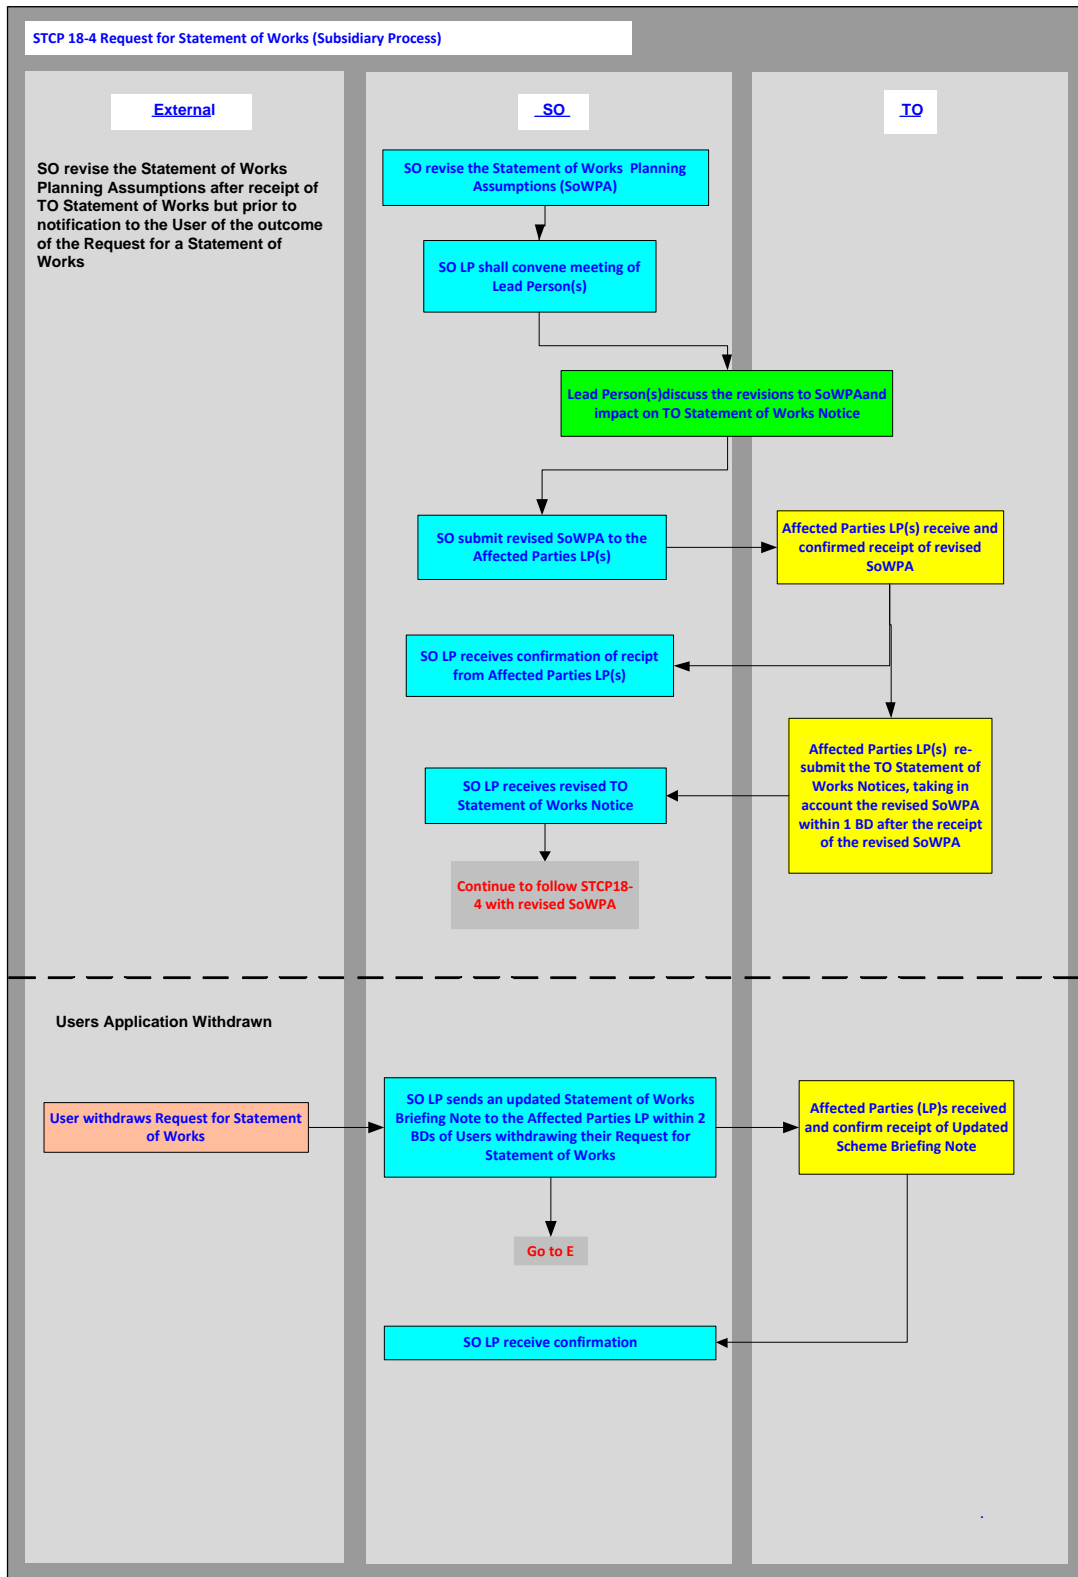 STCP 18-4 Request for Statement of Works (Subsidiary Process)
External
SO
TO
SO revise the Statement of Works
Planning Assumptions after receipt of
TO Statement of Works but prior to
notification to the User of the outcome
of the Request for a Statement of
Works
SO revise the Statement of Works Planning
Assumptions (SoWPA)
SO LP shall convene meeting of
Lead Person(s)
Lead Person(s)discuss the revisions to SoWPAand
impact on TO Statement of Works Notice
SO submit revised SoWPA to the
Affected Parties LP(s)
Affected Parties LP(s) receive and
confirmed receipt of revised
SoWPA
SO LP receives confirmation of recipt
from Affected Parties LP(s)
Affected Parties LP(s) re-
submit the TO Statement of
Works Notices, taking in
account the revised SoWPA
within 1 BD after the receipt
of the revised SoWPA
SO LP receives revised TO
Statement of Works Notice
Continue to follow STCP18-
4 with revised SoWPA
Users Application Withdrawn
User withdraws Request for Statement
of Works
SO LP sends an updated Statement of Works
Briefing Note to the Affected Parties LP within 2
BDs of Users withdrawing their Request for
Statement of Works
Affected Parties (LP)s received
and confirm receipt of Updated
Scheme Briefing Note
Go to E
SO LP receive confirmation